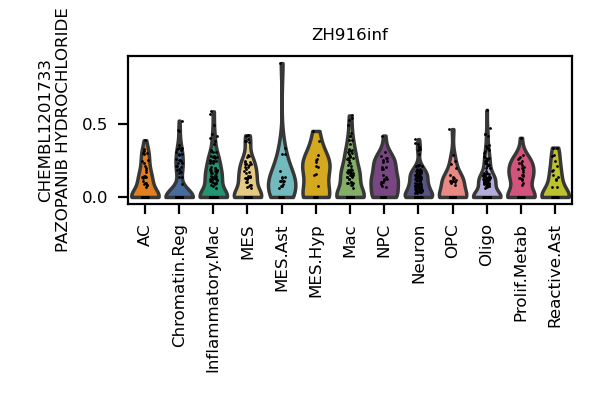 ZH916inf
CHEMBL1201733
PAZOPANIB HYDROCHLORIDE
0.5
0.0
AC
Chromatin.Reg
Inflammatory.Mac
MES
MES.Ast
MES.Hyp
Mac
NPC
Neuron
OPC
Oligo
Prolif.Metab
Reactive.Ast